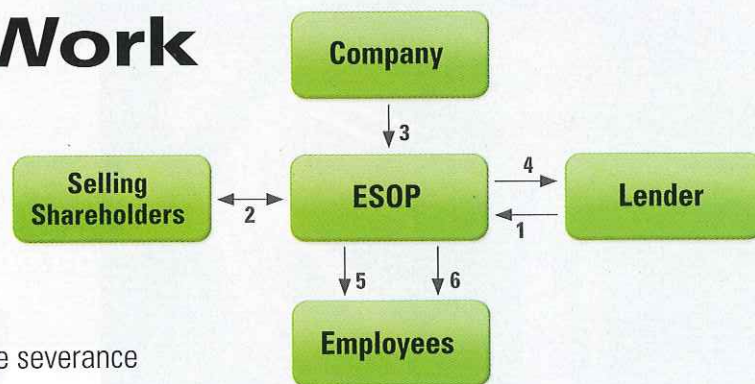 Work
Company
3
Selling
Shareholders
2
ESOP
4
1
Lender
5
6
Employees
e severance